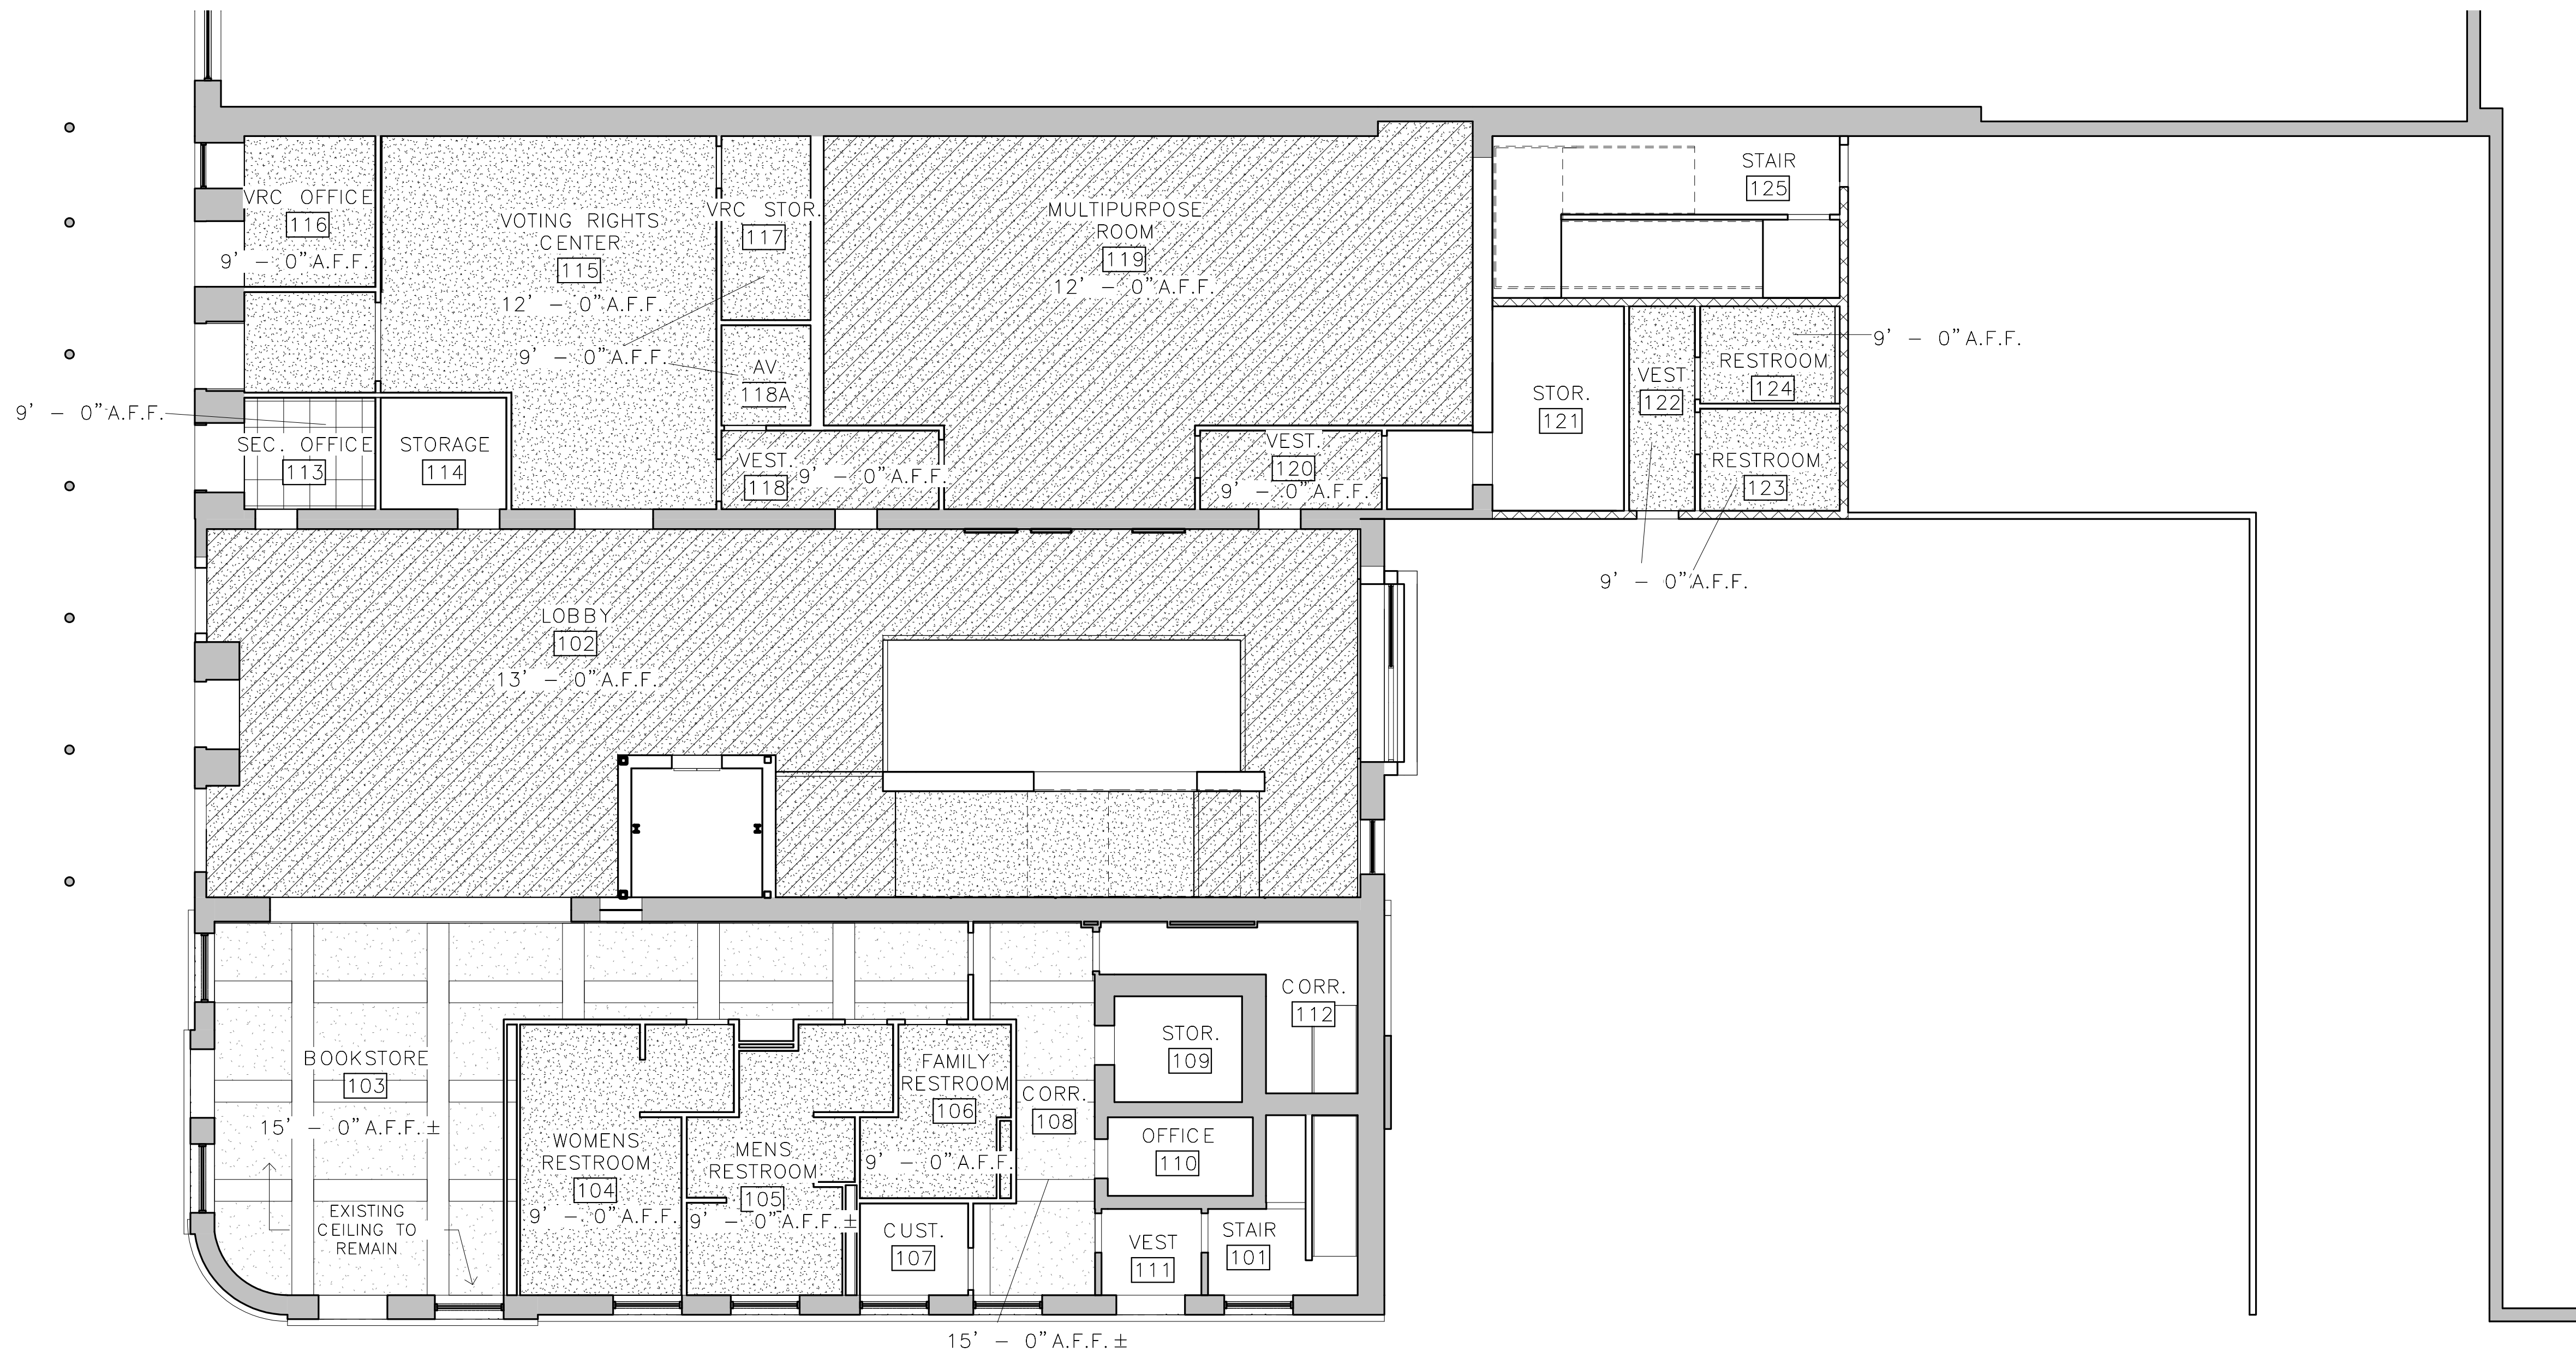 VRC OFFICE
116
9' - 0"A.F.F.
VOTING RIGHTS
CENTER
115
12' - 0"A.F.F.
VRC STOR.
117
9' - 0"A.F.F.
AV
118A
MULTIPURPOSE
ROOM
119
12' - 0"A.F.F.
STAIR
125
9' - 0"A.F.F.
RESTROOM
124
VEST
122
STOR.
121
RESTROOM
123
9' - 0"A.F.F.
9' - 0"A.F.F.
SEC. OFFICE
113
STORAGE
114
VEST.
118
9' - 0"A.F.F.
VEST.
120
9' - 0"A.F.F.
LOBBY
102
13' - 0"A.F.F.
BOOKSTORE
103
15' - 0"A.F.F.±
EXISTING
CEILING TO
REMAIN
WOMENS
RESTROOM
104
9' - 0"A.F.F.
MENS
RESTROOM
105
9' - 0"A.F.F.±
FAMILY
RESTROOM
106
9' - 0"A.F.F.
CUST.
107
CORR.
108
STOR.
109
OFFICE
110
CORR.
112
VEST
111
STAIR
101
15' - 0"A.F.F.±